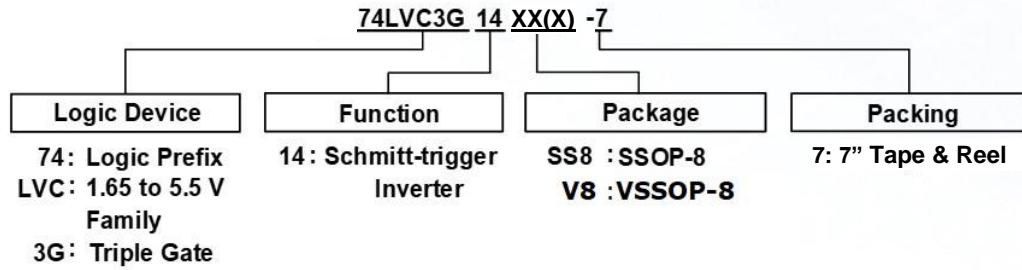 74LVC3G 14 XX(X) -7
Logic Device
Function
Package
Packing
74: Logic Prefix
LVC: 1.65 to 5.5 V
Family
3G: Triple Gate
14: Schmitt-trigger
Inverter
SS8 :SSOP-8
V8 :VSSOP-8
7: 7” Tape & Reel